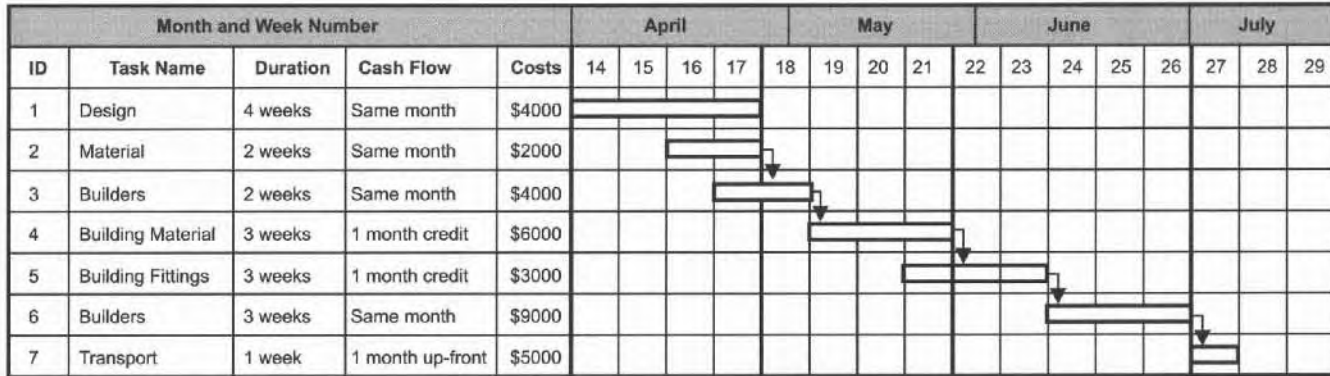 Month and Week Number April May June July
ID Task Name Duration Cash Flow Costs 14 15 16 17 18 19 20 21 22 23 24 25 26 27 28 29
1 Design 4 weeks Same month $4000
2 Material 2 weeks Same month $2000
3 Builders 2 weeks Same month $4000
4 Building Material 3 weeks 1 month credit $6000
5 Building Fittings 3 weeks 1 month credit $3000
6 Builders 3 weeks Same month $9000
7 Transport 1 week 1 month up-front $5000